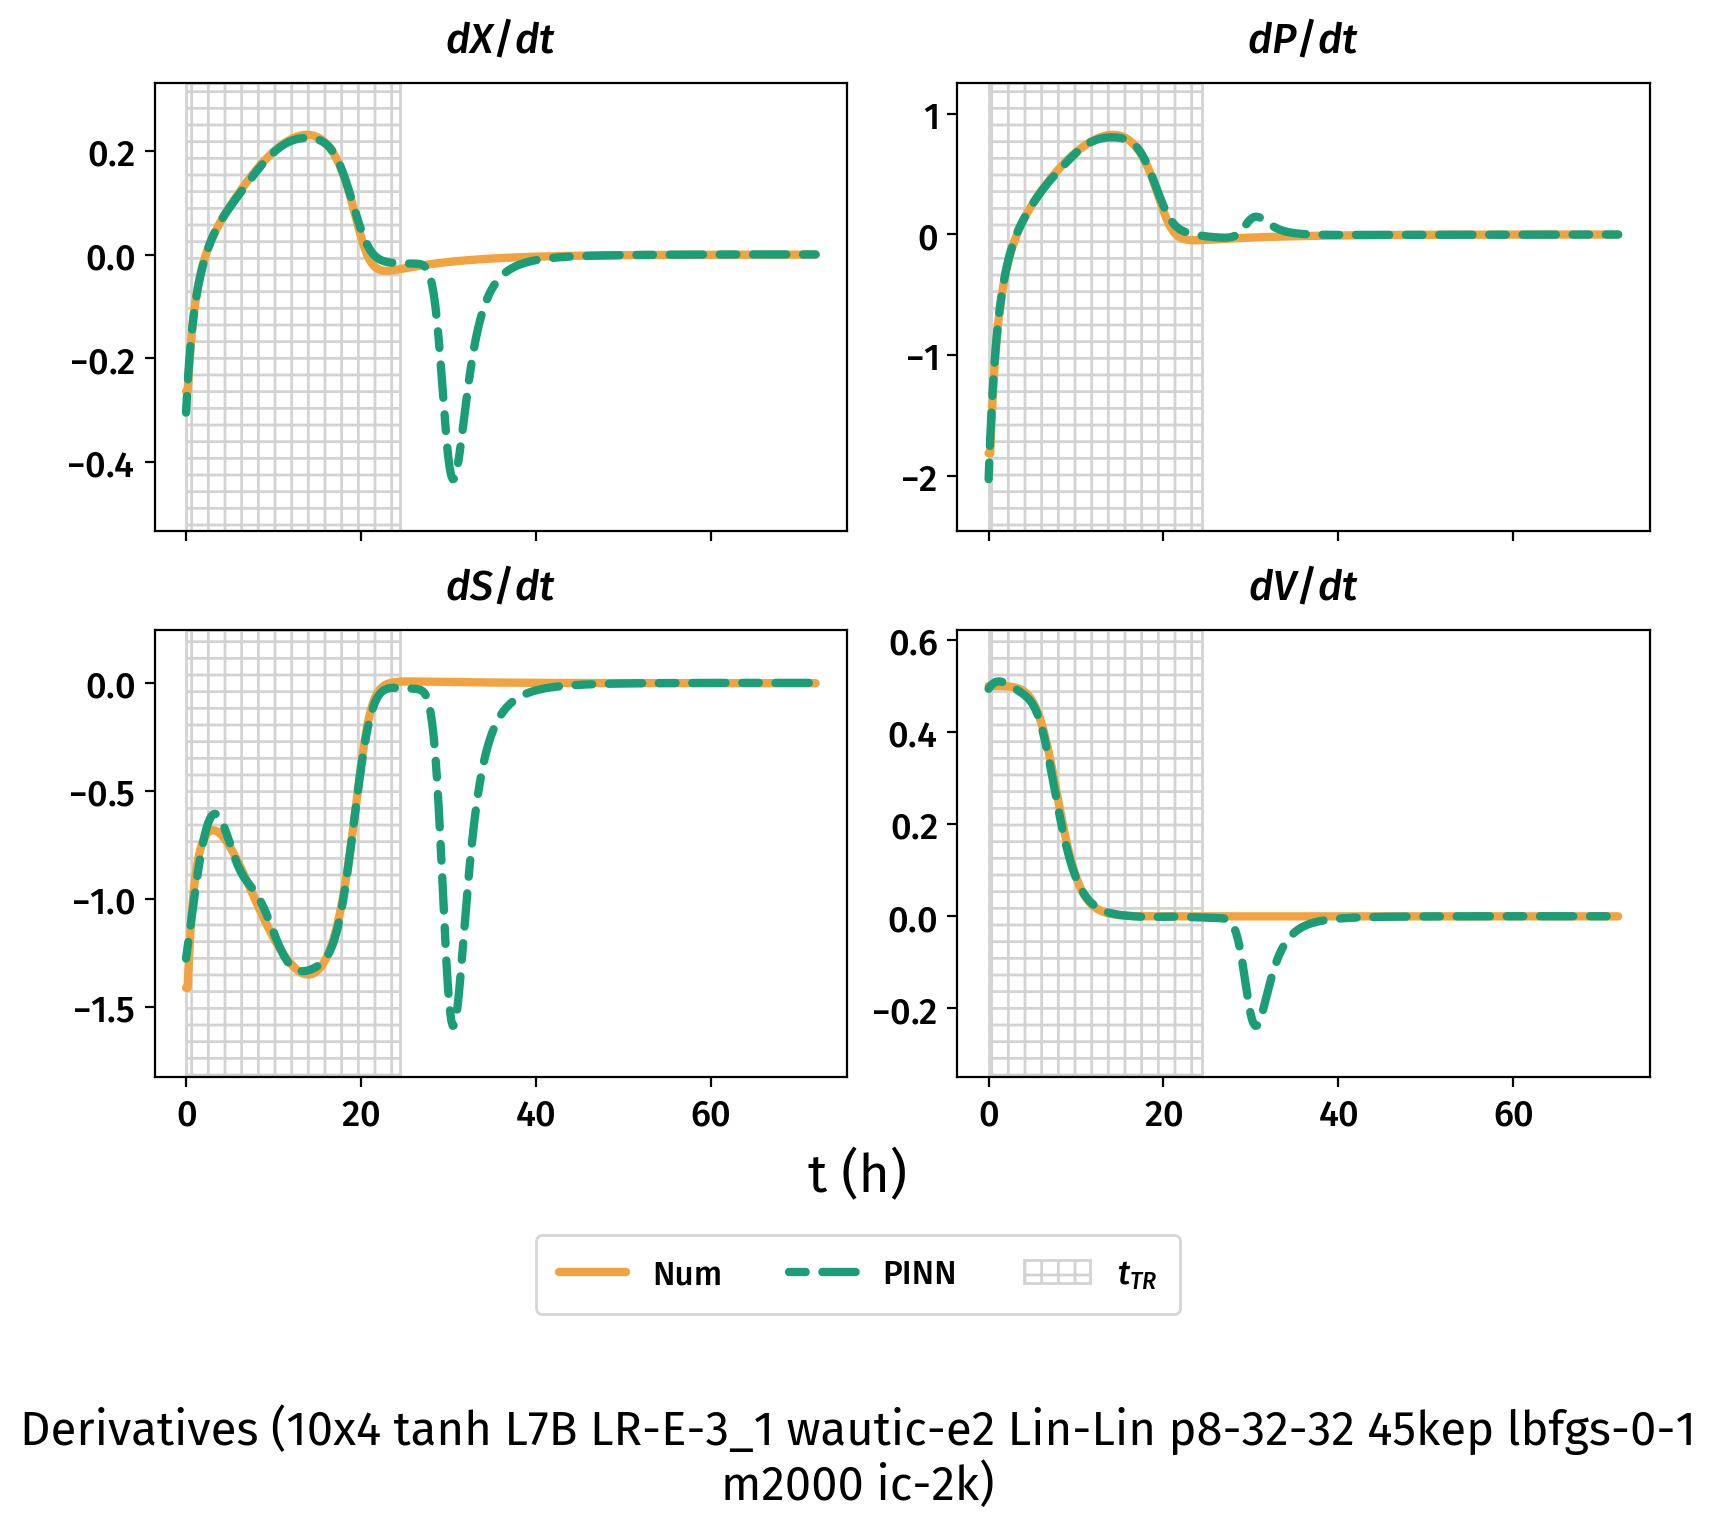 dX/dt
dP/dt
0.2
0.0
−0.2
−0.4
1
0
−1
−2
dS/dt
dV/dt
0.0
−0.5
−1.0
−1.5
0.6
0.4
0.2
0.0
−0.2
0 20 40 60
0 20 40 60
t (h)
Num PINN tTR
Derivatives (10x4 tanh L7B LR-E-3_1 wautic-e2 Lin-Lin p8-32-32 45kep lbfgs-0-1
m2000 ic-2k)